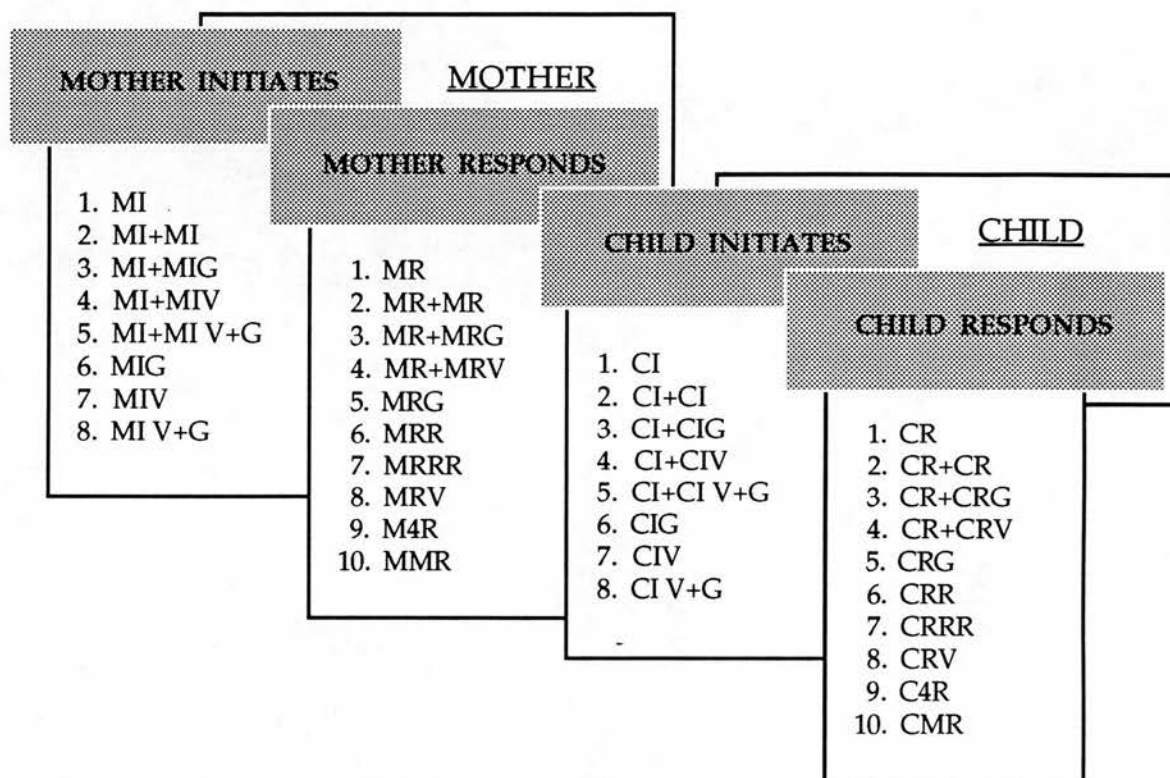 MOTHER INITIATES
MOTHER
1. MI
2. MI+MI
3. MI+MIG
4. MI+MIV
5. MI+MI V+G
6. MIG
7. MIV
8. MI V+G
MOTHER RESPONDS
1. MR
2. MR+MR
3. MR+MRG
4. MR+MRV
5. MRG
6. MRR
7. MRRR
8. MRV
9. M4R
10. MMR
CHILD INITIATES
CHILD
1. CI
2. CI+CI
3. CI+CIG
4. CI+CIV
5. CI+CI V+G
6. CIG
7. CIV
8. CI V+G
CHILD RESPONDS
1. CR
2. CR+CR
3. CR+CRG
4. CR+CRV
5. CRG
6. CRR
7. CRRR
8. CRV
9. C4R
10. CMR